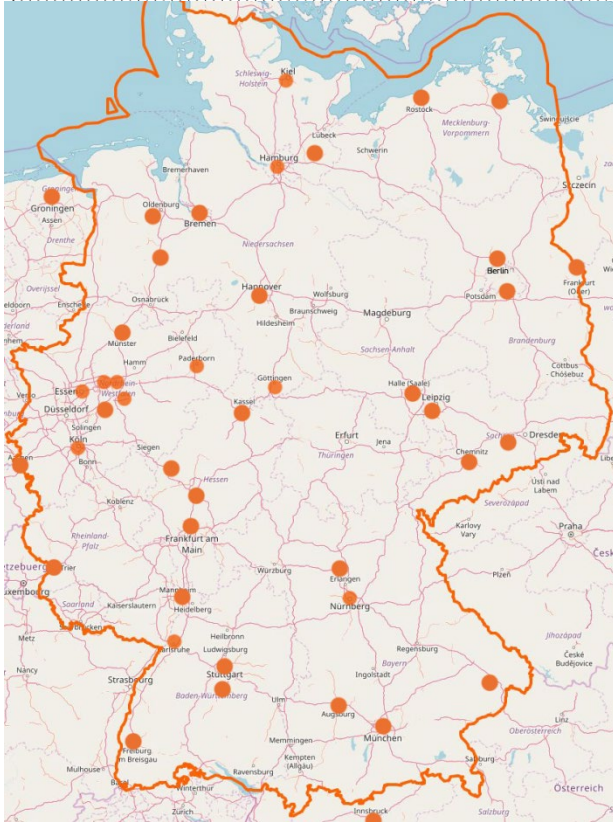 Kiel
Schleswig-
Holstein
Rostock
Mecklenburg-
Vorpommern
Lübeck
Schwerin
Hamburg
Bremerhaven
Szczecin
Groningen
Assen
Drenthe
Oldenburg
Bremen
Niedersachsen
Berlin
Potsdam
Frankfurt
(Oder)
Overijssel
Enschede
Osnabrück
Hannover
Wolfsburg
Braunschweig
Hildesheim
Magdeburg
Münster
Bielefeld
Hamm
Paderborn
Sachsen-Anhalt
Brandenburg
Cottbus
- Chóśebuz
Essen
Düsseldorf
Solingen
Göttingen
Kassel
Halle (Saale)
Leipzig
Köln
Bonn
Siegen
Erfurt
Jena
Thüringen
Chemnitz
Dresden
Ústí nad
Labem
Koblenz
Hessen
Karlovy
Vary
Severozápad
Praha
Rheinland-
Pfalz
Frankfurt am
Main
Trier
Würzburg
Erlangen
Nürnberg
Plzeň
Saarland
Kaiserslautern
Mannheim
Heidelberg
Metz
Saarbrücken
Karlsruhe
Heilbronn
Ludwigsburg
Stuttgart
Regensburg
Bayern
Ingolstadt
Jihozápad
České
Budějovice
Nancy
Strasbourg
Baden-Württemberg
Ulm
Augsburg
München
Linz
Oberösterreich
Freiburg
im Breisgau
Memmingen
Kempten
(Allgäu)
Mulhouse
Basel
Ravensburg
Winterthur
Zürich
Salzburg
Österreich
Innsbruck
Salzburg